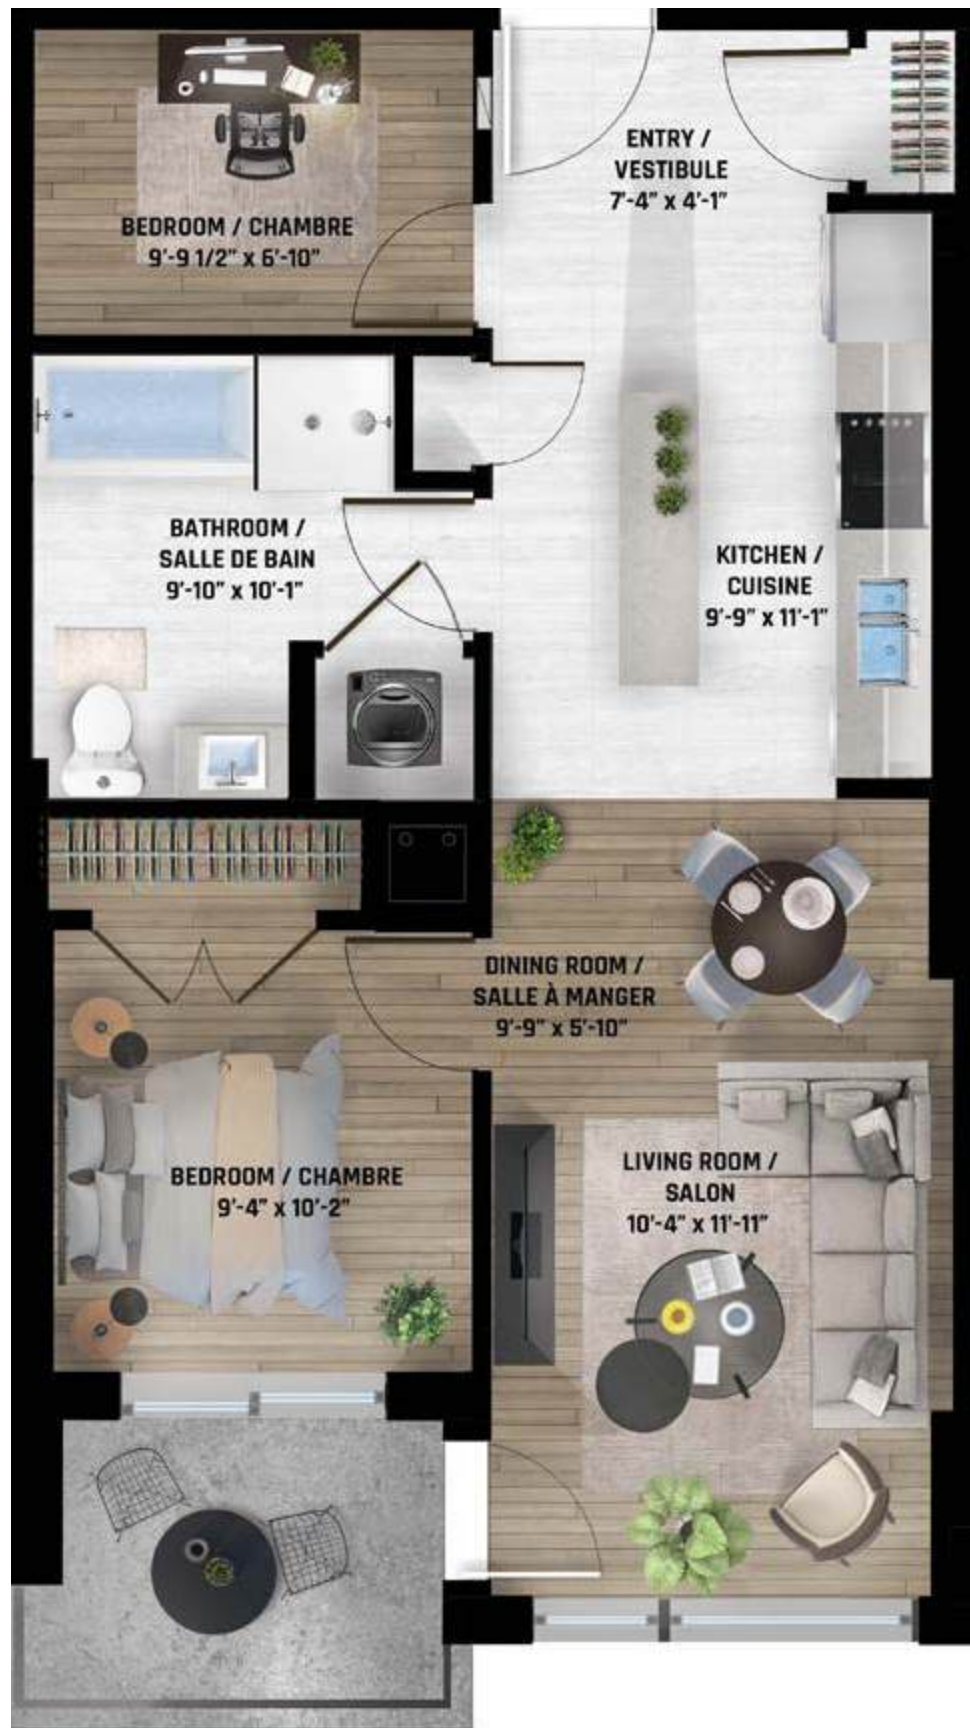 ENTRY /
VESTIBULE
7'-4" x 4'-1"
BEDROOM / CHAMBRE
9'-9 1/2" x 6'-10"
BATHROOM /
SALLE DE BAIN
9'-10" x 10'-1"
KITCHEN /
CUISINE
9'-9" x 11'-1"
DINING ROOM /
SALLE À MANGER
9'-9" x 5'-10"
BEDROOM / CHAMBRE
9'-4" x 10'-2"
LIVING ROOM /
SALON
10'-4" x 11'-11"